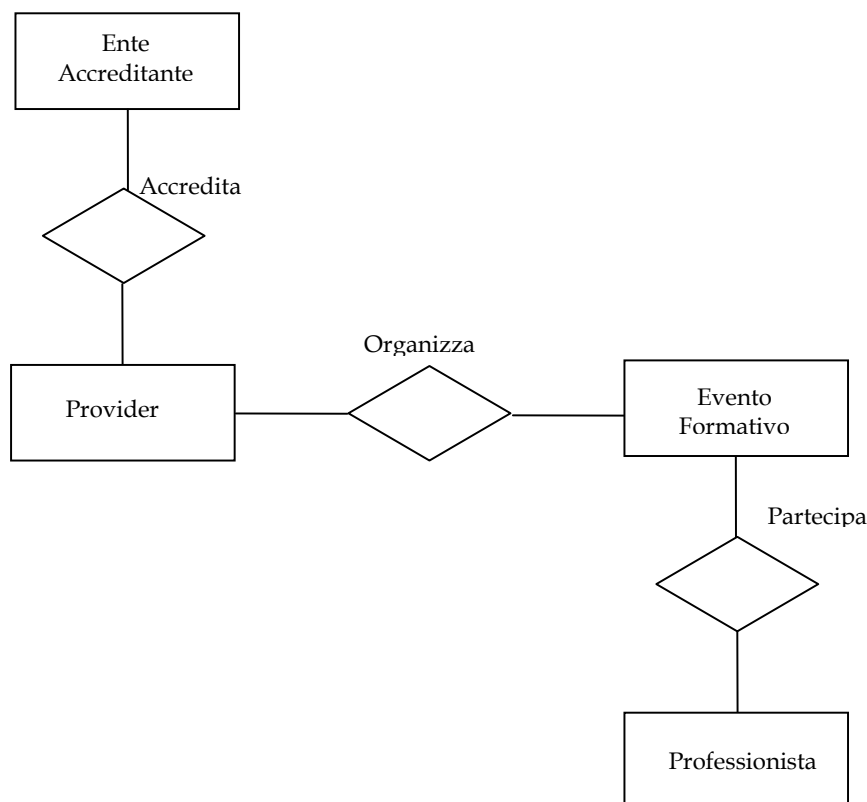 Ente
Accreditante
Accredita
Organizza
Provider
Evento
Formativo
Partecipa
Professionista